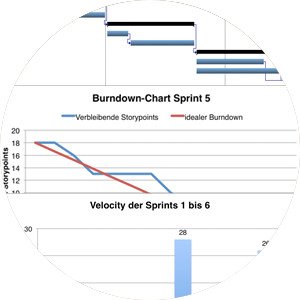 Burndown-Chart Sprint 5
Verbleibende Storypoints
idealer Burndown
20
18
16
14
12
10
Storypoints
Velocity der Sprints 1 bis 6
30
28